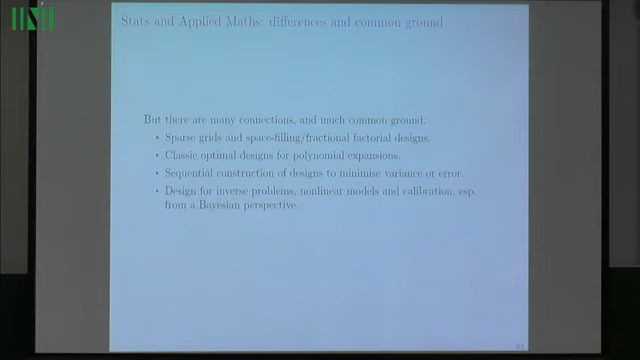 Stats and Applied Maths: differences and common ground
But there are many connections, and much common ground.
• Sparse grids and space-filling/fractional factorial designs.
• Classic optimal designs for polynomial expansions.
• Sequential construction of designs to minimise variance or error.
• Design for inverse problems, nonlinear models and calibration, esp.
from a Bayesian perspective.